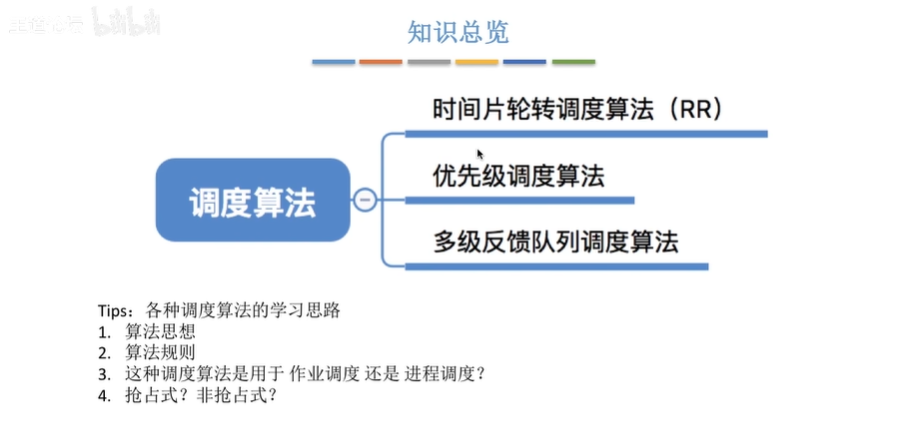 bilibili
知识总览
时间片轮转调度算法（RR）
优先级调度算法
调度算法
多级反馈队列调度算法
Tips：各种调度算法的学习思路
1. 算法思想
2. 算法规则
3. 这种调度算法是用于 作业调度 还是 进程调度？
4. 抢占式？非抢占式？